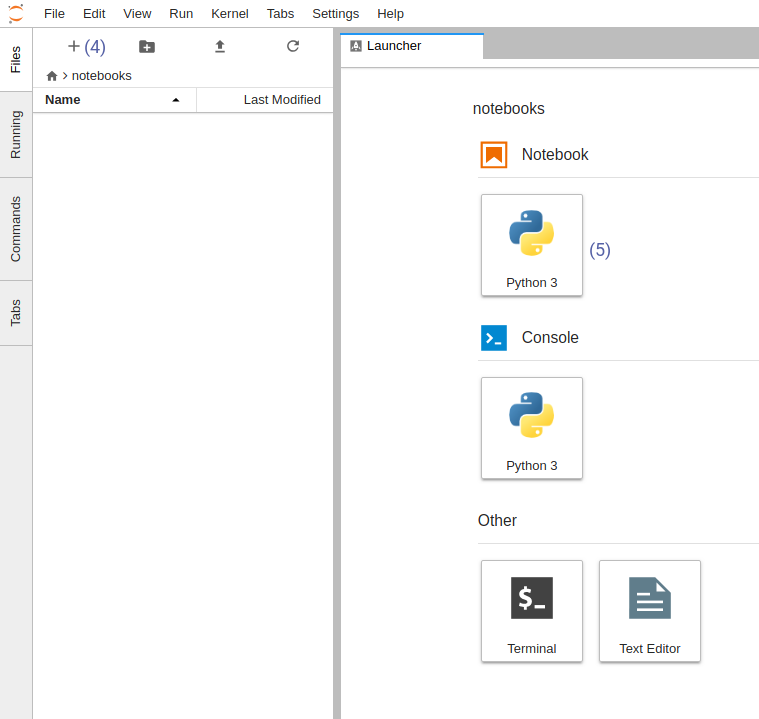 File Edit View Run Kernel Tabs Settings Help
Files
Running
Commands
Tabs
(4)
notebooks
Name Last Modified
Launcher
notebooks
Notebook
Python 3
(5)
Console
Python 3
Other
$_
Terminal
Text Editor